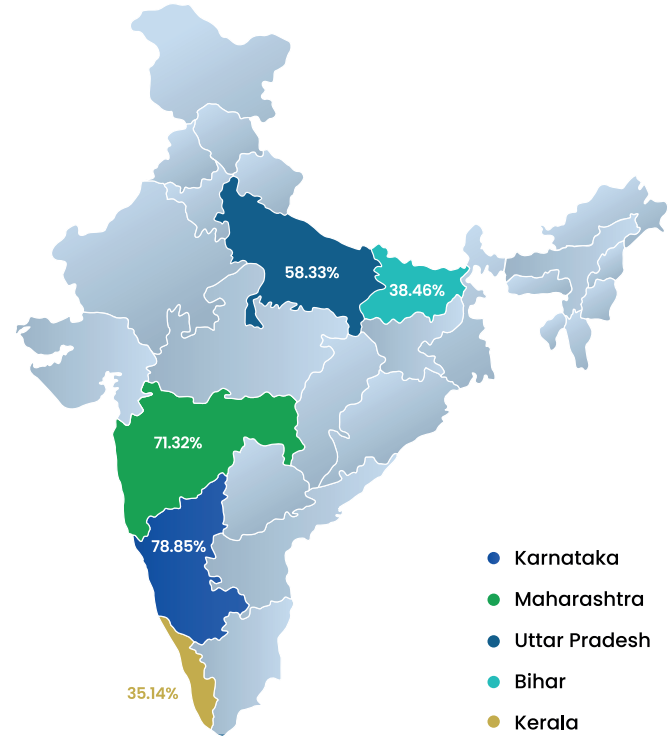 58.33%
38.46%
71.32%
78.85%
35.14%
Karnataka
Maharashtra
Uttar Pradesh
Bihar
Kerala